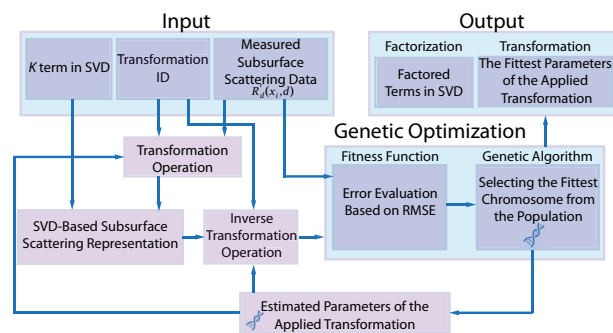 Input
K term in SVD
Transformation
ID
Measured Subsurface
Scattering Data
R_d(x_i,d)
Output
Factorization
Factored
Terms in SVD
Transformation
The Fittest Parameters
of the Applied
Transformation
Transformation
Operation
SVD-Based Subsurface
Scattering Representation
Inverse
Transformation
Operation
Genetic Optimization
Fitness Function
Error Evaluation
Based on RMSE
Genetic Algorithm
Selecting the Fittest
Chromosome from
the Population
Estimated Parameters of the
Applied Transformation